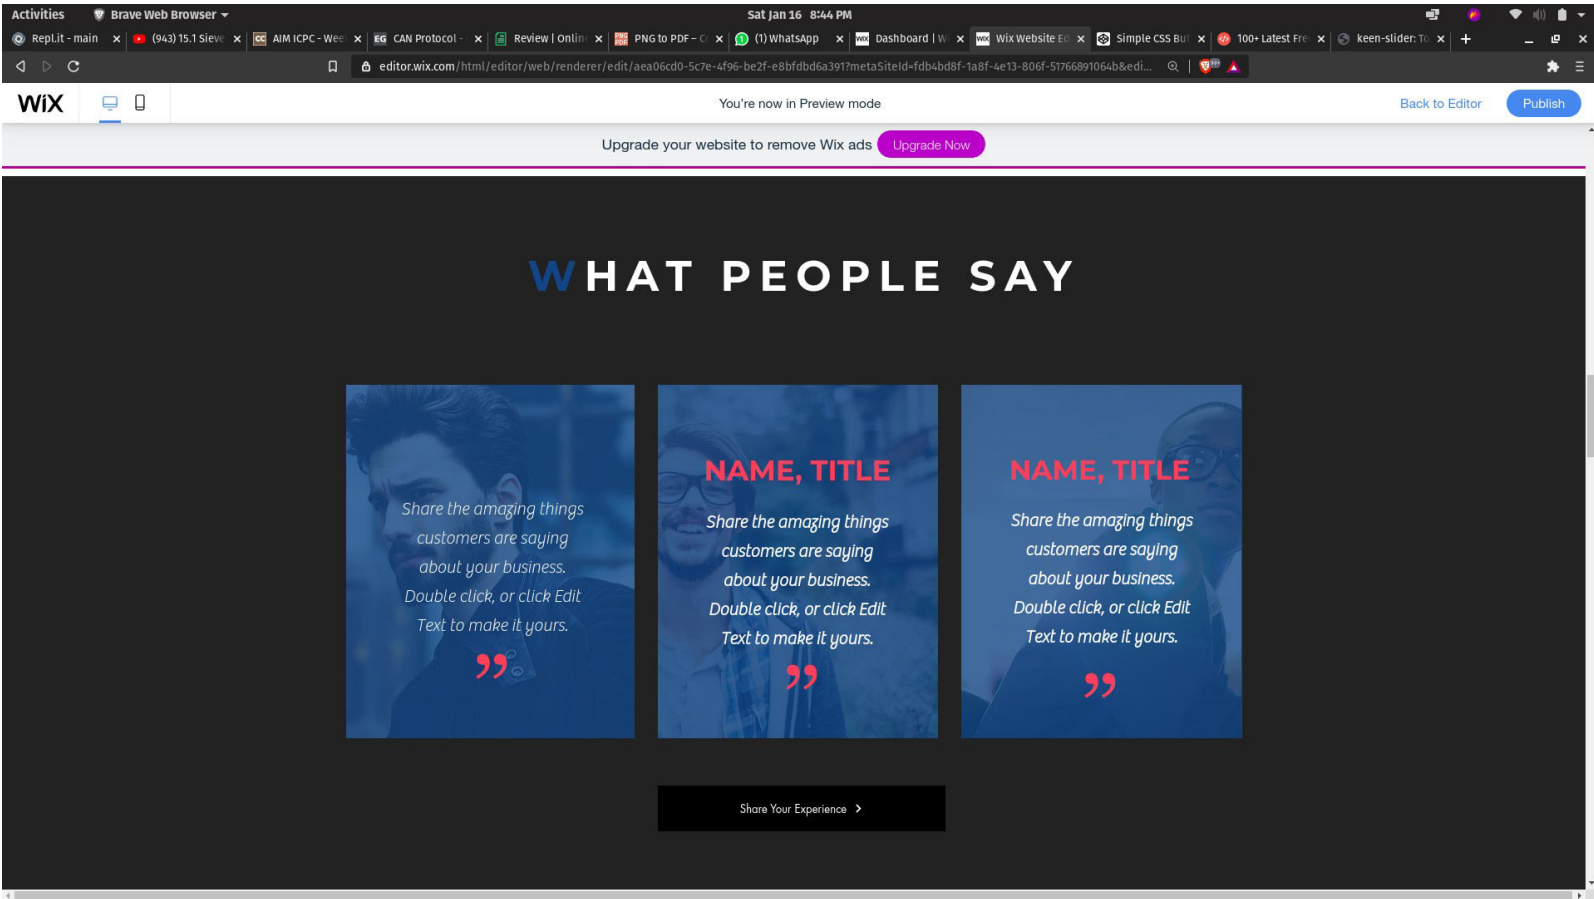 Activities Brave Web Browser Sat Jan 16 8:44 PM
Repl.it - main (943) 15.1 Sieve AIM ICPC - Wee CAN Protocol - Review | Online PNG to PDF – C (1) WhatsApp Dashboard | W Wix Website Ed Simple CSS But 100+ Latest Fre keen-slider: To
editor.wix.com/html/editor/web/renderer/edit/aea06cd0-5c7e-4f96-be2f-e8bfdbd6a391?metaSiteId=fdb4bd8f-1a8f-4e13-806f-51766891064b&edi...
WiX You're now in Preview mode Back to Editor Publish
Upgrade your website to remove Wix ads Upgrade Now
WHAT PEOPLE SAY
Share the amazing things
customers are saying
about your business.
Double click, or click Edit
Text to make it yours.
”
NAME, TITLE
Share the amazing things
customers are saying
about your business.
Double click, or click Edit
Text to make it yours.
”
NAME, TITLE
Share the amazing things
customers are saying
about your business.
Double click, or click Edit
Text to make it yours.
”
Share Your Experience >